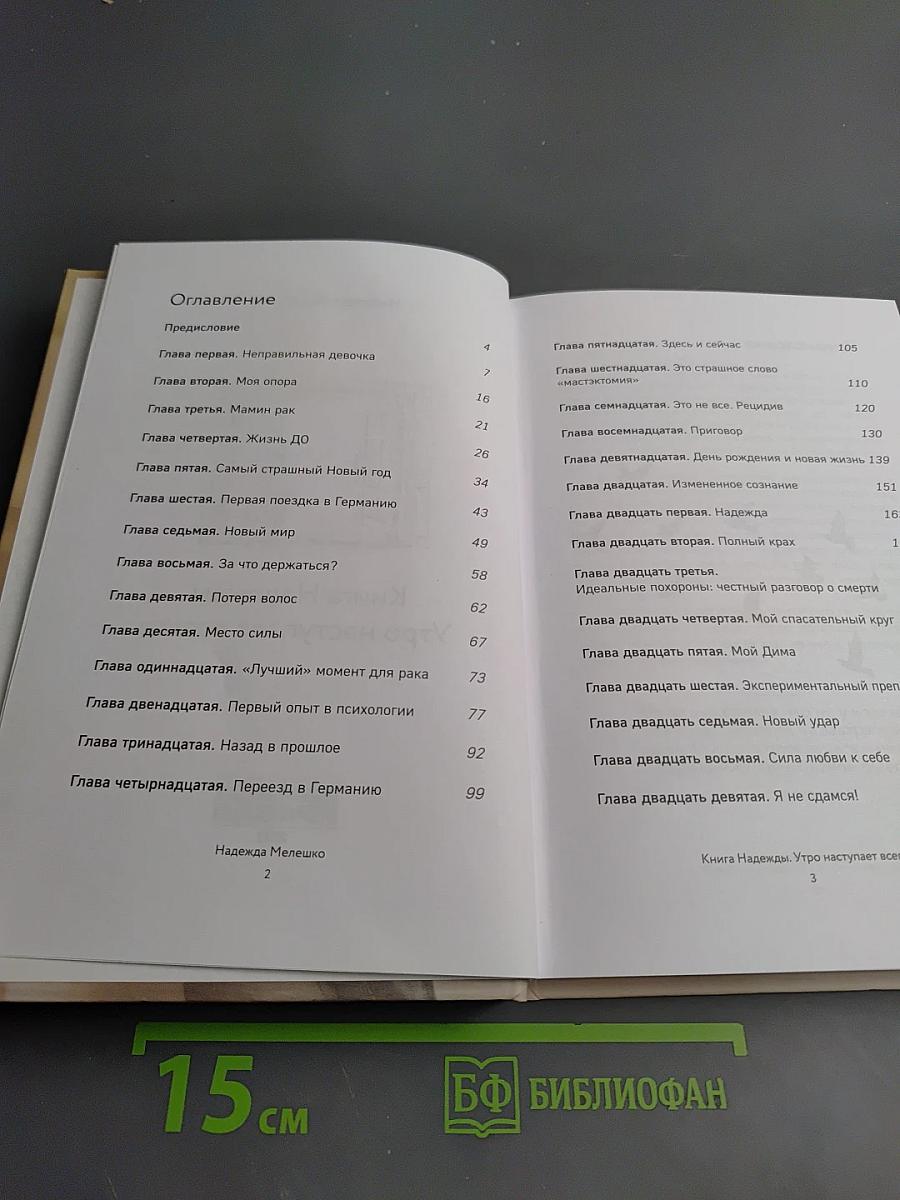 Оглавление
Предисловие 4
Глава первая. Неправильная девочка 7
Глава вторая. Моя опора 16
Глава третья. Мамин рак 21
Глава четвертая. Жизнь ДО 26
Глава пятая. Самый страшный Новый год 34
Глава шестая. Первая поездка в Германию 43
Глава седьмая. Новый мир 49
Глава восьмая. За что держаться? 58
Глава девятая. Потеря волос 62
Глава десятая. Место силы 67
Глава одиннадцатая. «Лучший» момент для рака 73
Глава двенадцатая. Первый опыт в психологии 77
Глава тринадцатая. Назад в прошлое 92
Глава четырнадцатая. Переезд в Германию 99
Надежда Мелешко
2
Глава пятнадцатая. Здесь и сейчас 105
Глава шестнадцатая. Это страшное слово
«мастэктомия» 110
Глава семнадцатая. Это не все. Рецидив 120
Глава восемнадцатая. Приговор 130
Глава девятнадцатая. День рождения и новая жизнь 139
Глава двадцатая. Измененное сознание 151
Глава двадцать первая. Надежда
Глава двадцать вторая. Полный крах
Глава двадцать третья.
Идеальные похороны: честный разговор о смерти
Глава двадцать четвертая. Мой спасательный круг
Глава двадцать пятая. Мой Дима
Глава двадцать шестая. Экспериментальный преп
Глава двадцать седьмая. Новый удар
Глава двадцать восьмая. Сила любви к себе
Глава двадцать девятая. Я не сдамся!
Книга Надежды. Утро наступает
3
15 см
БФ БИБЛИОФАН